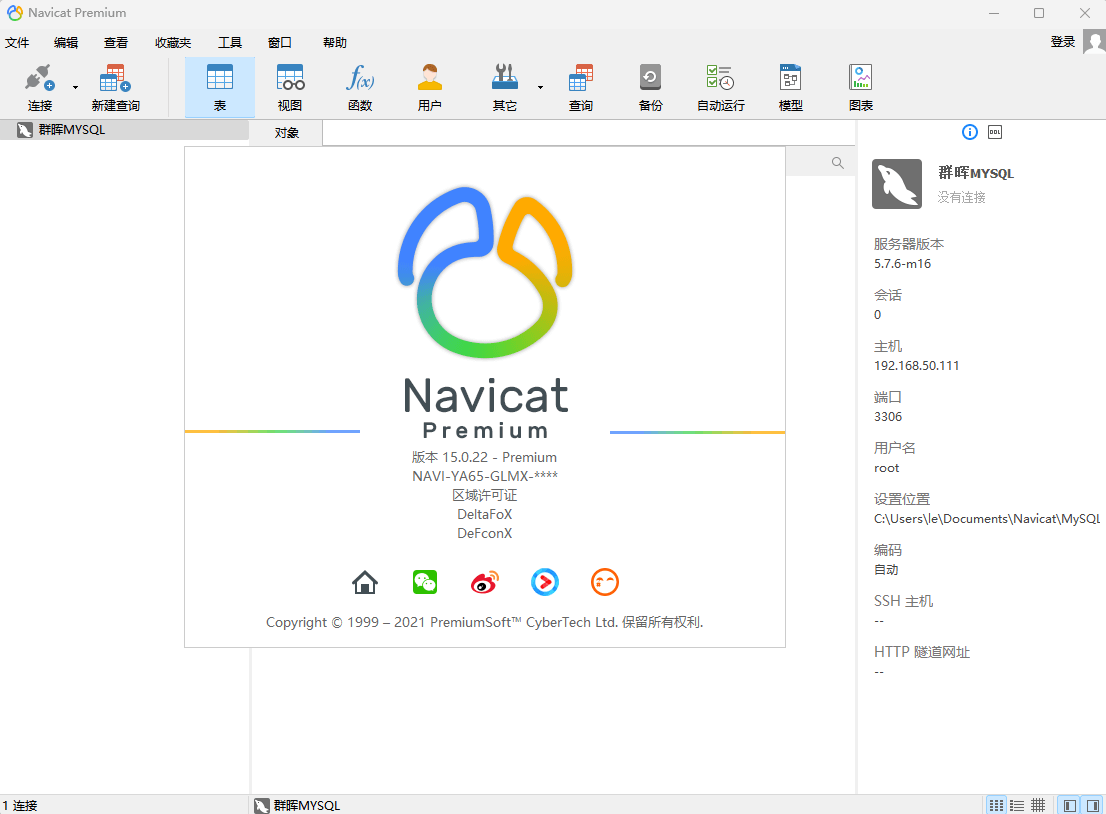 Navicat Premium
文件 编辑 查看 收藏夹 工具 窗口 帮助 登录
连接 新建查询 表 视图 函数 用户 其它 查询 备份 自动运行 模型 图表
群晖MYSQL
对象
Navicat
Premium
版本 15.0.22 - Premium
NAVI-YA65-GLMX-****
区域许可证
DeltaFoX
DeFconX
Copyright © 1999 – 2021 PremiumSoft™ CyberTech Ltd. 保留所有权利.
DDL
群晖MYSQL
没有连接
服务器版本
5.7.6-m16
会话
0
主机
192.168.50.111
端口
3306
用户名
root
设置位置
C:\Users\le\Documents\Navicat\MySQL
编码
自动
SSH 主机
--
HTTP 隧道网址
--
1 连接
群晖MYSQL